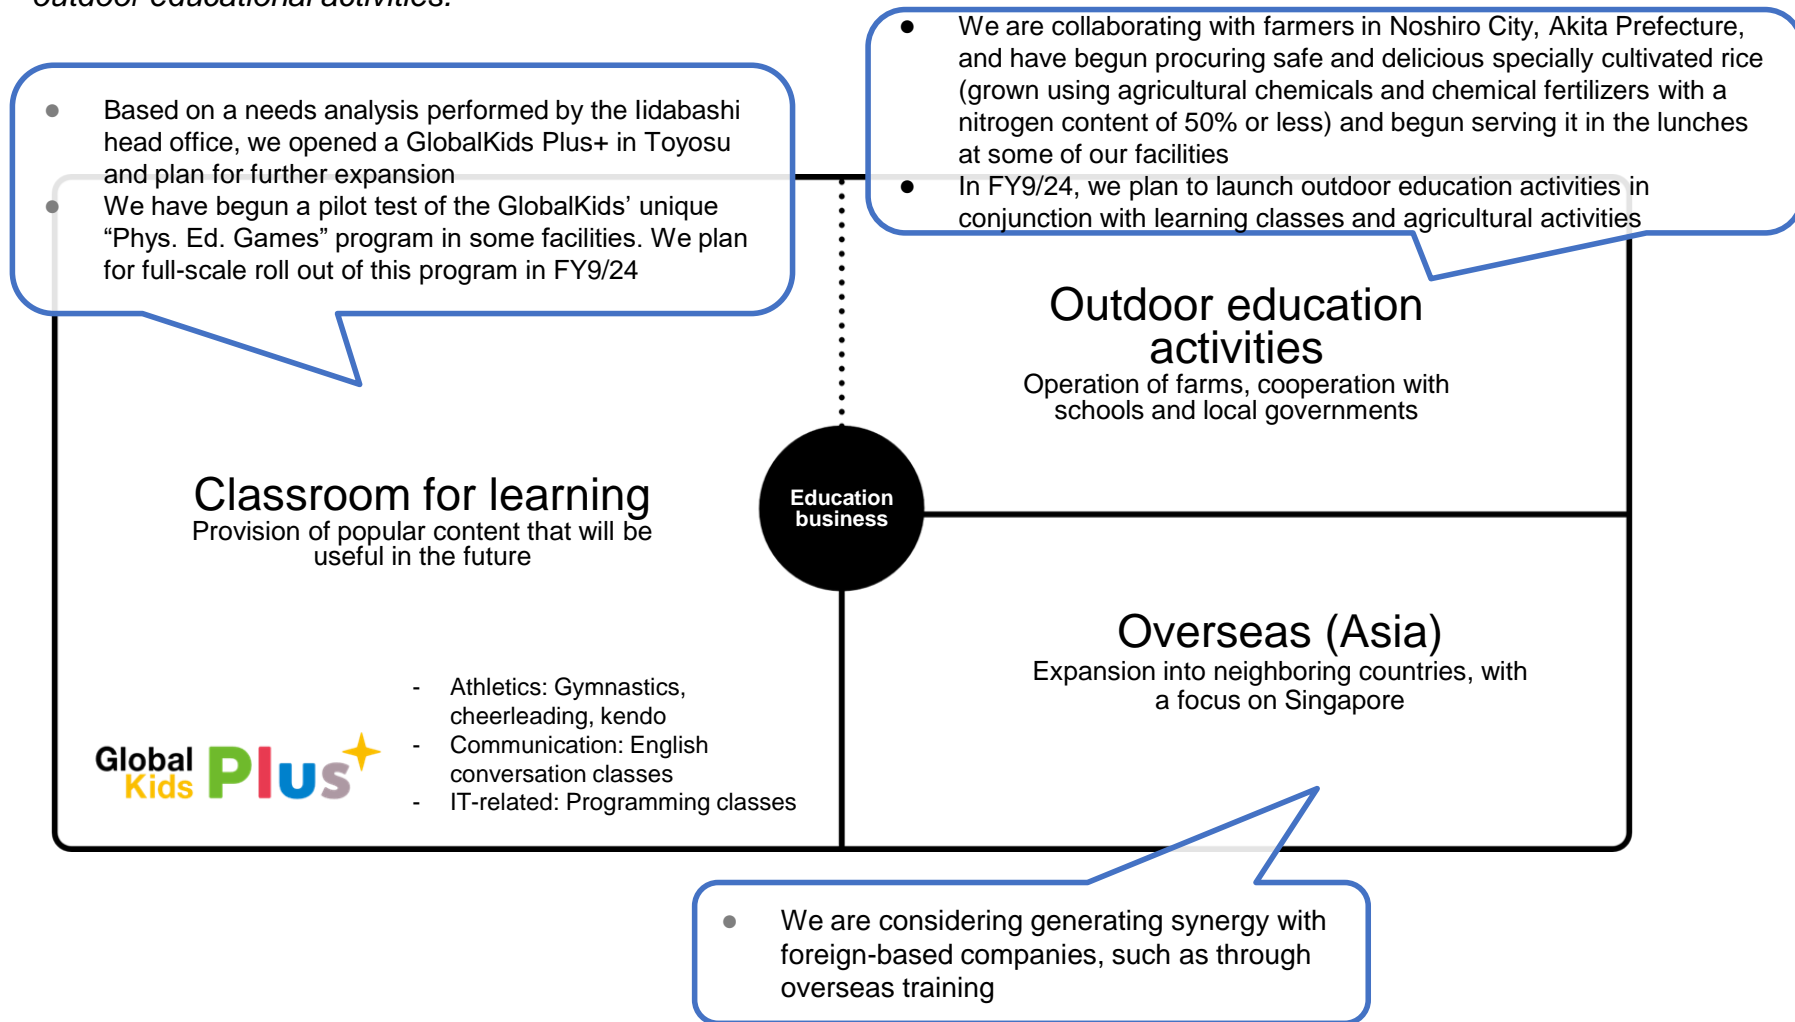 outdoor educational activities.
● We are collaborating with farmers in Noshiro City, Akita Prefecture,
and have begun procuring safe and delicious specially cultivated rice
(grown using agricultural chemicals and chemical fertilizers with a
nitrogen content of 50% or less) and begun serving it in the lunches
at some of our facilities
● In FY9/24, we plan to launch outdoor education activities in
conjunction with learning classes and agricultural activities
● Based on a needs analysis performed by the Iidabashi
head office, we opened a GlobalKids Plus+ in Toyosu
and plan for further expansion
● We have begun a pilot test of the GlobalKids’ unique
“Phys. Ed. Games” program in some facilities. We plan
for full-scale roll out of this program in FY9/24
Outdoor education
activities
Operation of farms, cooperation with
schools and local governments
Classroom for learning
Provision of popular content that will be
useful in the future
Education
business
Overseas (Asia)
Expansion into neighboring countries, with
a focus on Singapore
- Athletics: Gymnastics,
cheerleading, kendo
- Communication: English
conversation classes
- IT-related: Programming classes
Global
Kids
Plus
● We are considering generating synergy with
foreign-based companies, such as through
overseas training